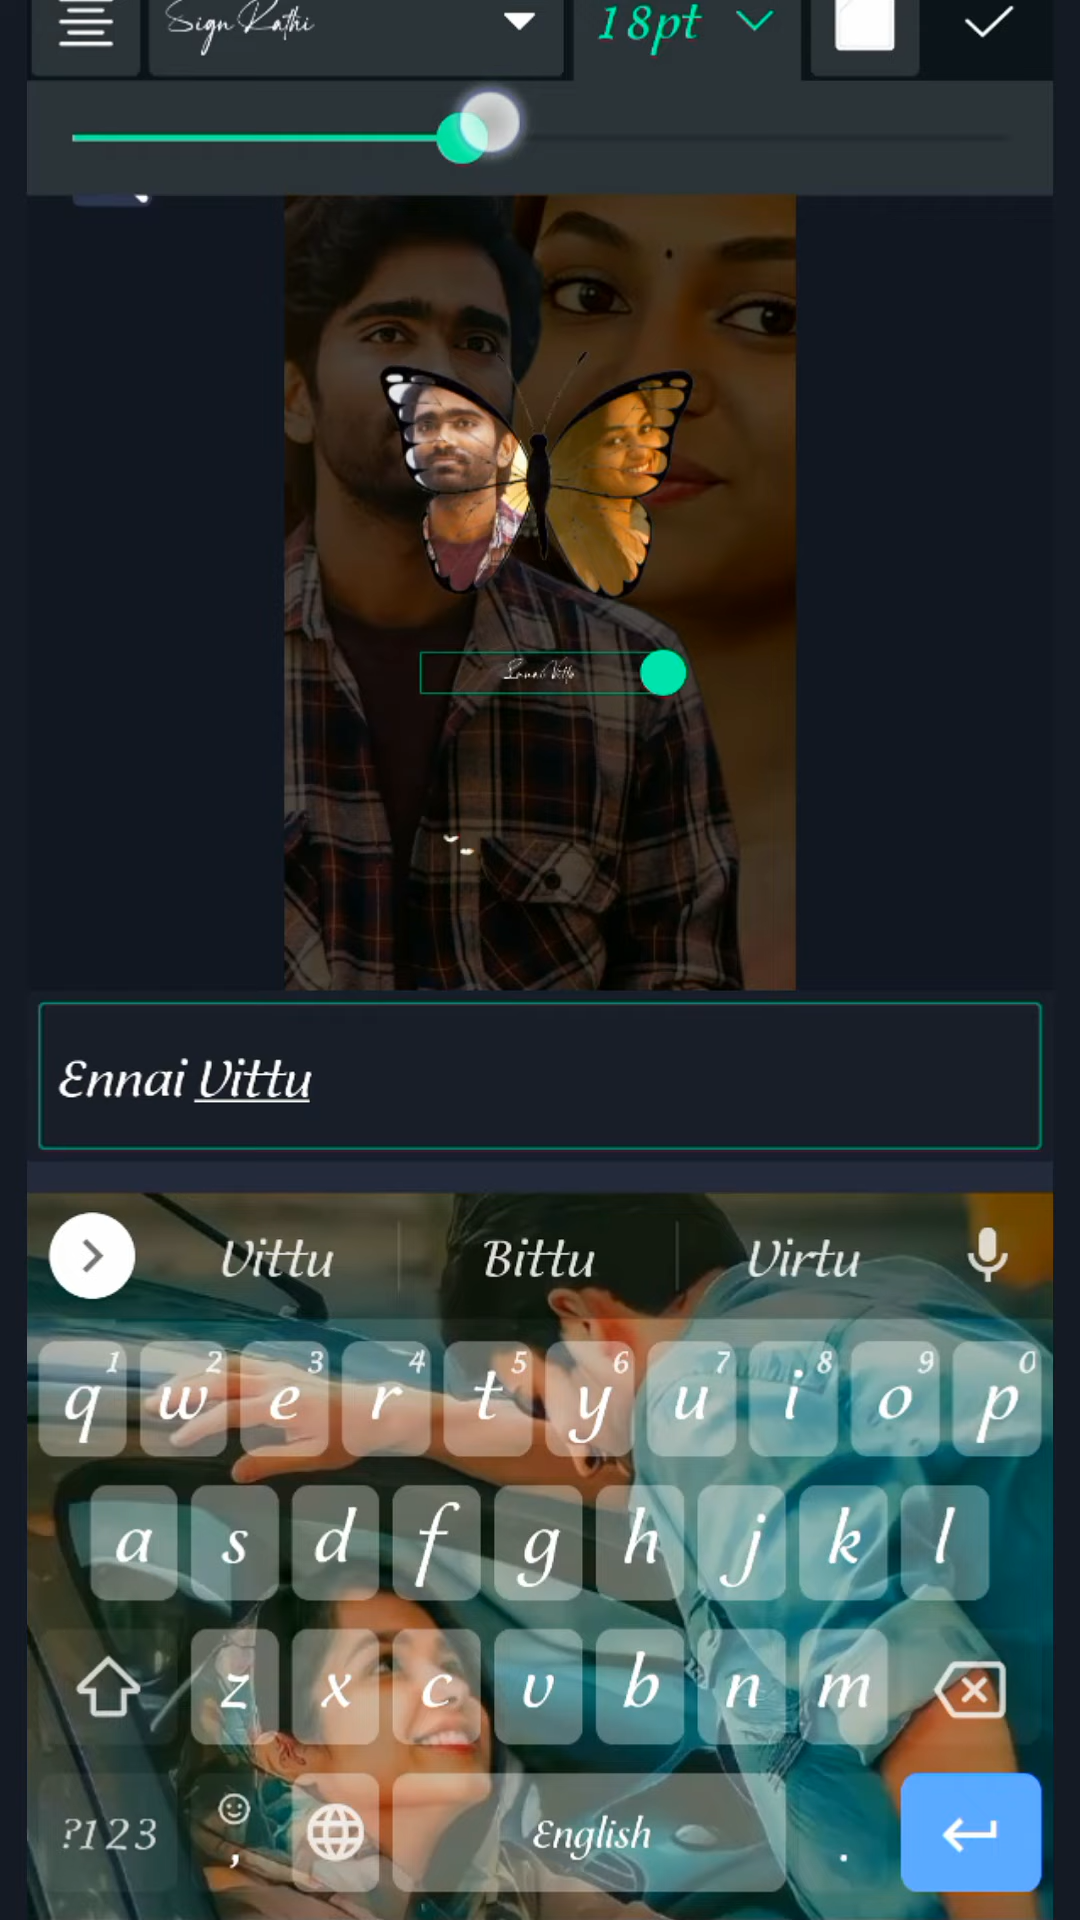 Sign Rathi
18pt
Ennai Vittu
Ennai Vittu
Vittu Bittu Virtu
1 2 3 4 5 6 7 8 9 0
q w e r t y u i o p
a s d f g h j k l
z x c v b n m
?123 , English .